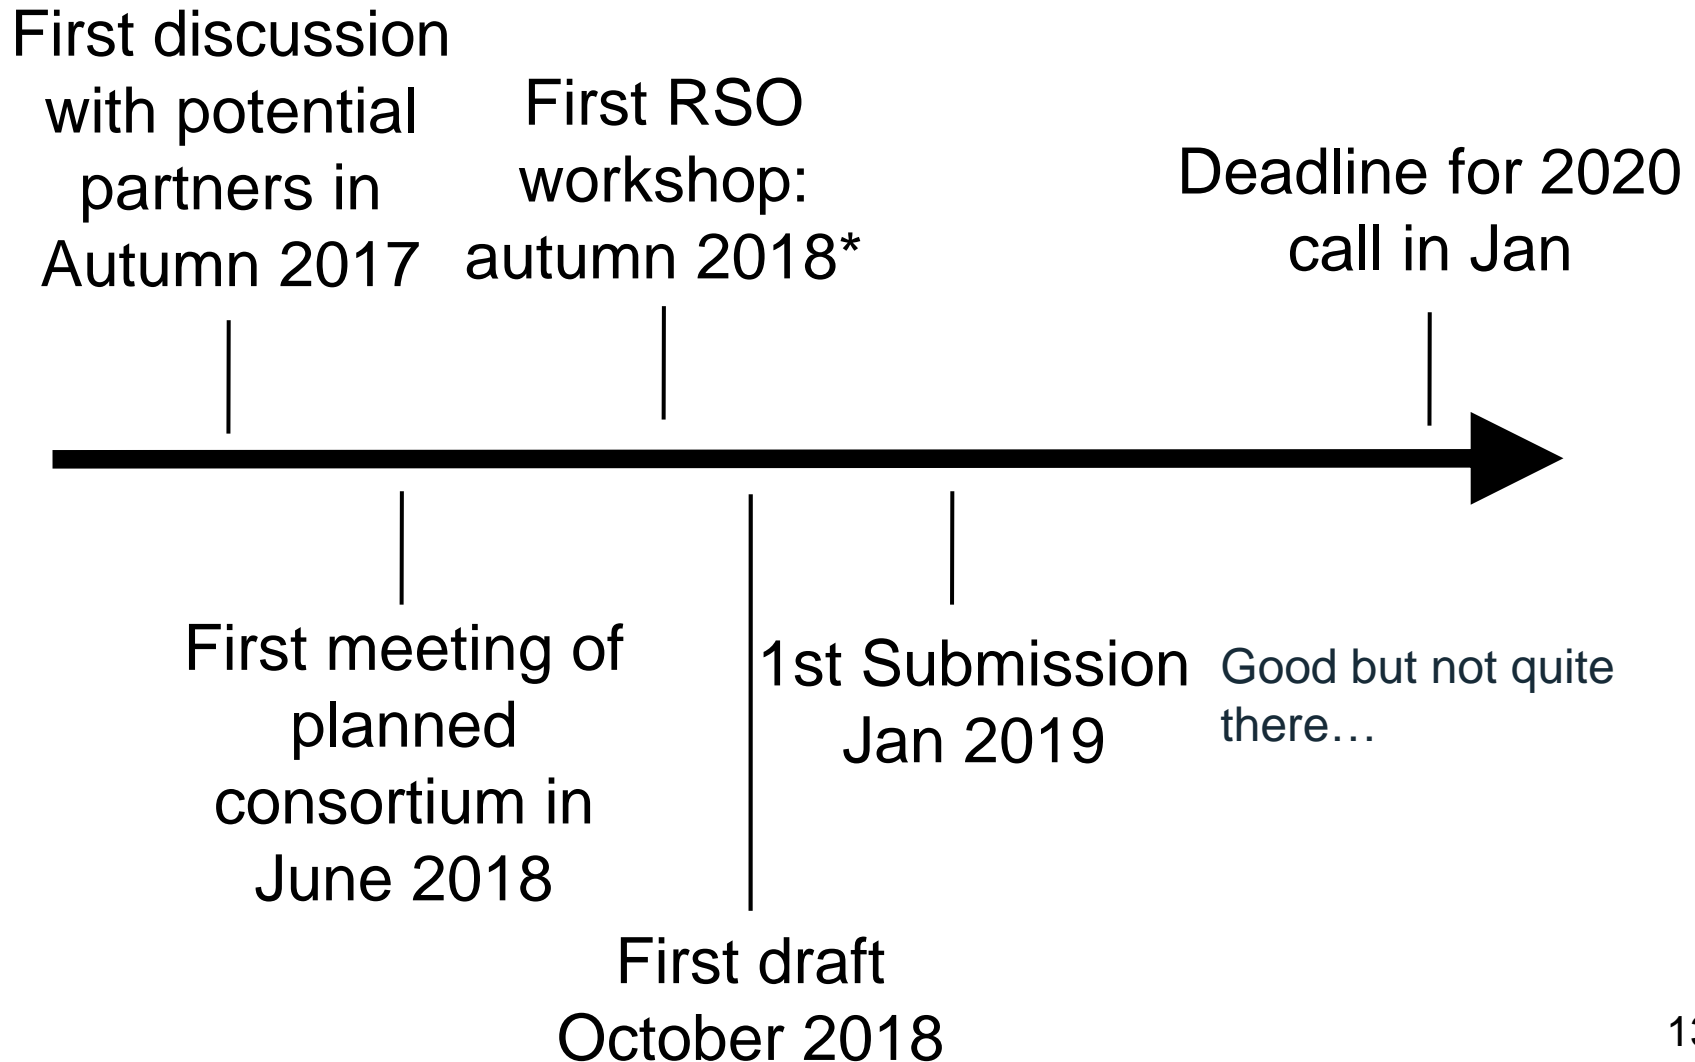 First discussion
with potential
partners in
Autumn 2017
First RSO
workshop:
autumn 2018*
Deadline for 2020
call in Jan
First meeting of
planned
consortium in
June 2018
First draft
October 2018
1st Submission
Jan 2019
Good but not quite
there…